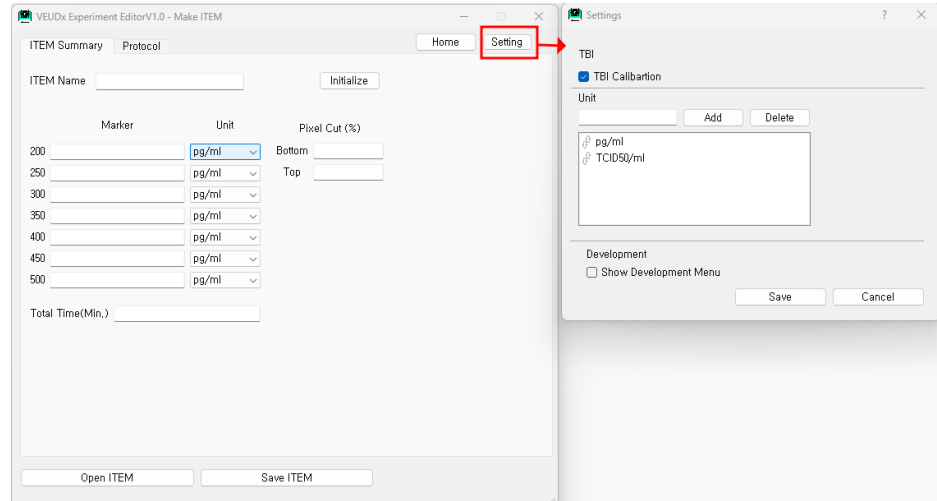 VEUDx Experiment EditorV1.0 - Make ITEM
ITEM Summary Protocol Home Setting
ITEM Name Initialize
Marker Unit Pixel Cut (%)
200 pg/ml Bottom
250 pg/ml Top
300 pg/ml
350 pg/ml
400 pg/ml
450 pg/ml
500 pg/ml
Total Time(Min,)
Open ITEM Save ITEM
Settings ?
TBI
TBI Calibartion
Unit
Add Delete
pg/ml
TCID50/ml
Development
Show Development Menu
Save Cancel